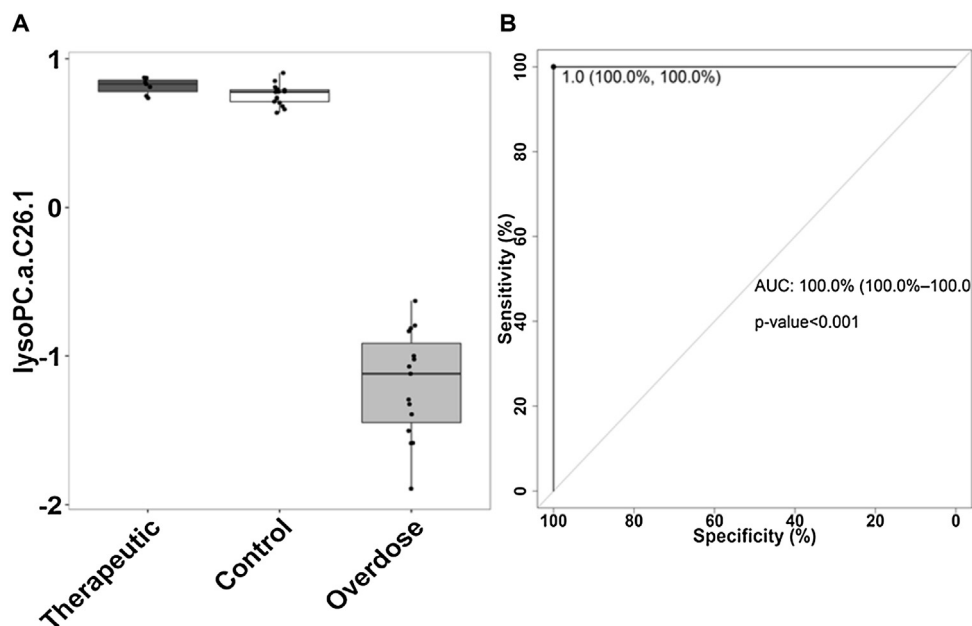 A
B
1
0
-1
-2
lysoPC.a.C26.1
Therapeutic
Control
Overdose
100
80
60
40
20
0
Sensitivity (%)
1.0 (100.0%, 100.0%)
AUC: 100.0% (100.0%–100.0
p-value<0.001
100
80
60
40
20
0
Specificity (%)